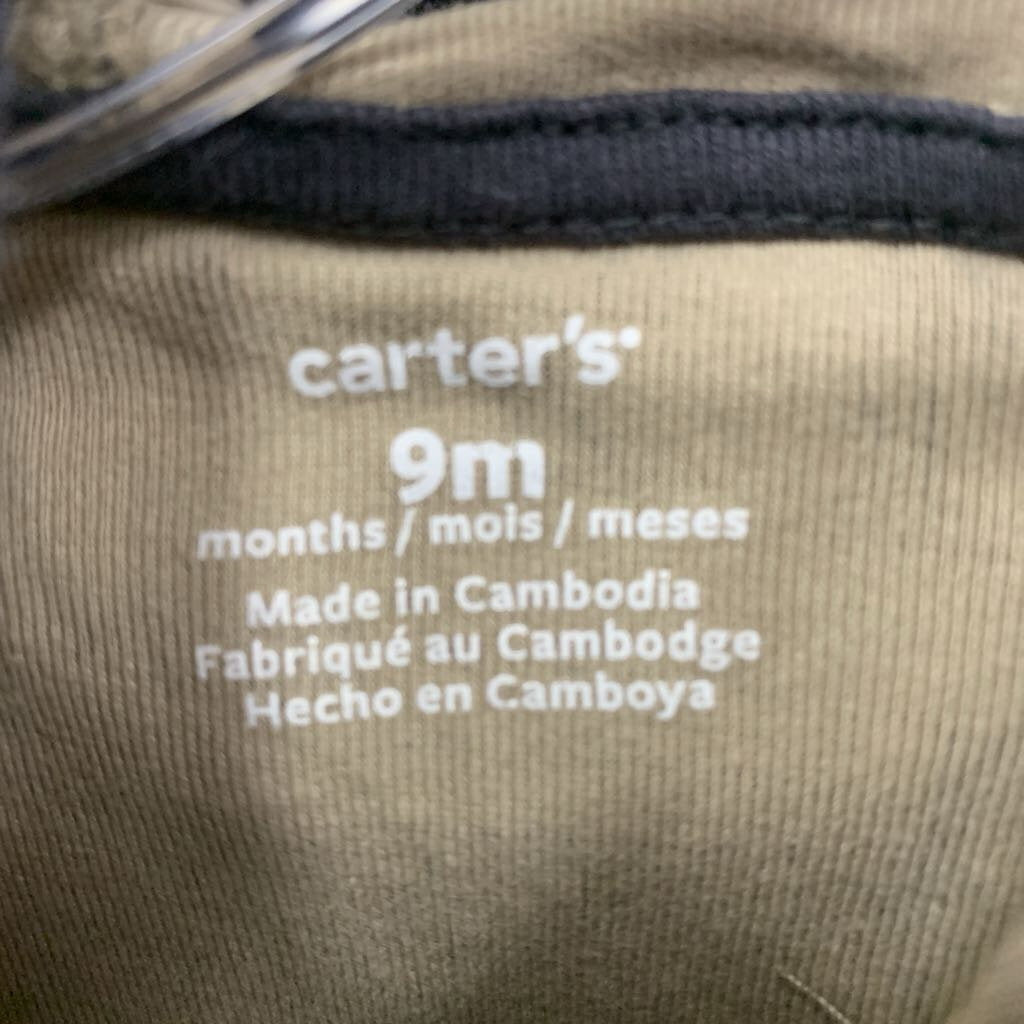 carter's
9m
months / mois / meses
Made in Cambodia
Fabriqué au Cambodge
Hecho en Camboya